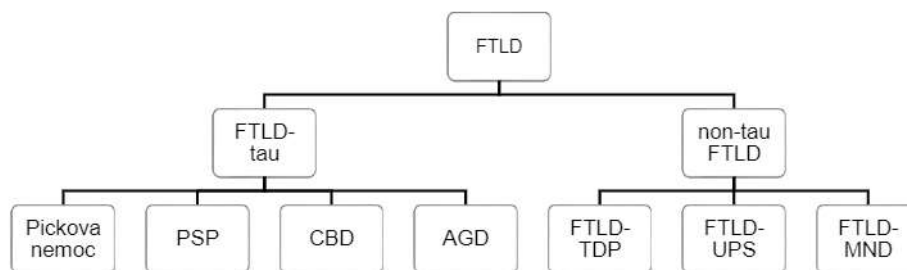 FTLD
FTLD-
tau
non-tau
FTLD
Pickova
nemoc
PSP
CBD
AGD
FTLD-
TDP
FTLD-
UPS
FTLD-
MND